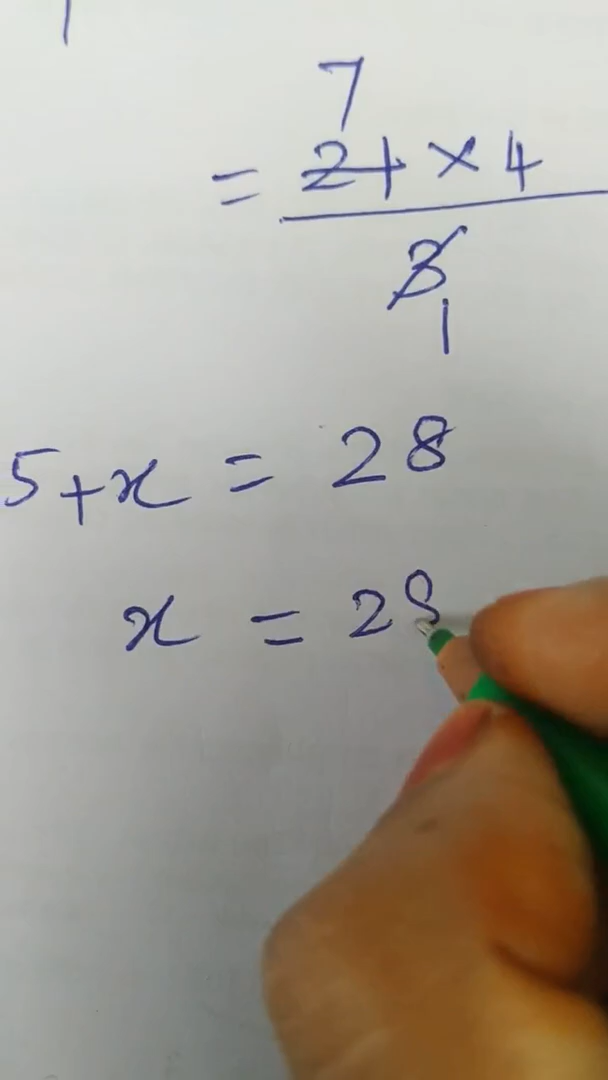 7
= 21 × 4
3
1
5 + x = 28
x = 28